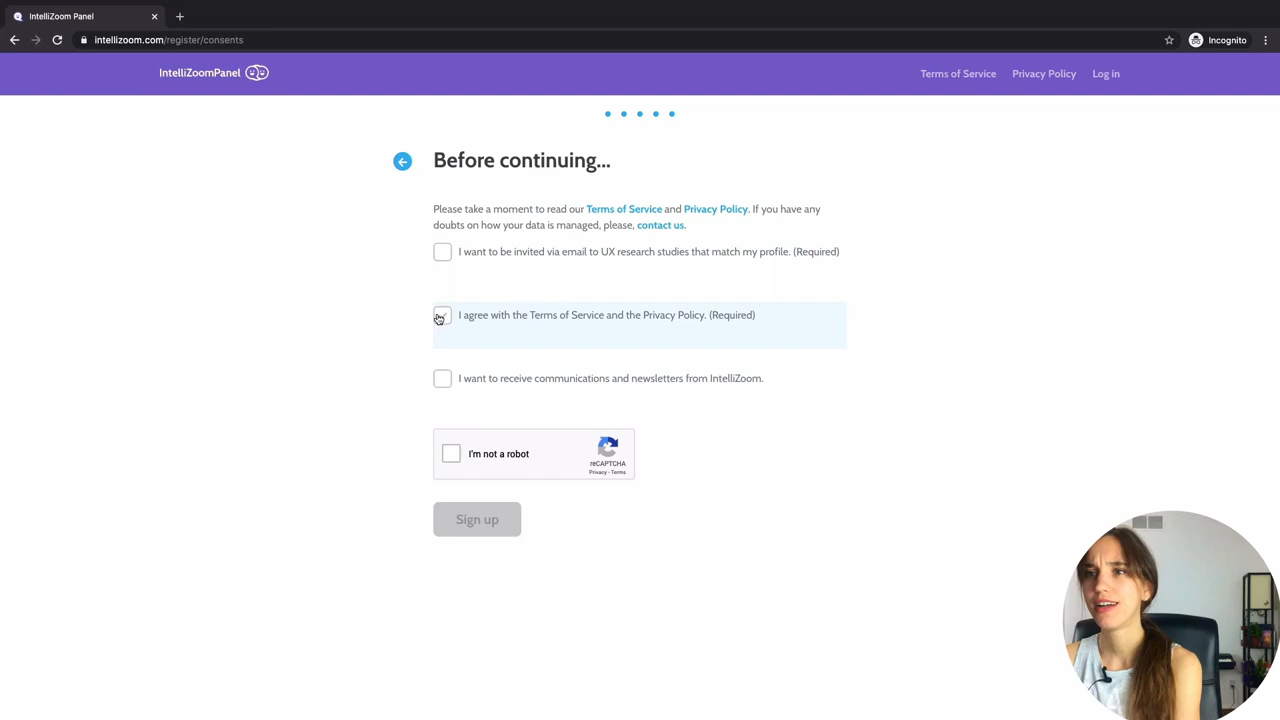 IntelliZoom Panel
intellizoom.com/register/consents
Incognito
IntelliZoomPanel
Terms of Service
Privacy Policy
Log in
Before continuing...
Please take a moment to read our Terms of Service and Privacy Policy. If you have any
doubts on how your data is managed, please, contact us.
I want to be invited via email to UX research studies that match my profile. (Required)
I agree with the Terms of Service and the Privacy Policy. (Required)
I want to receive communications and newsletters from IntelliZoom.
I'm not a robot
reCAPTCHA
Privacy - Terms
Sign up